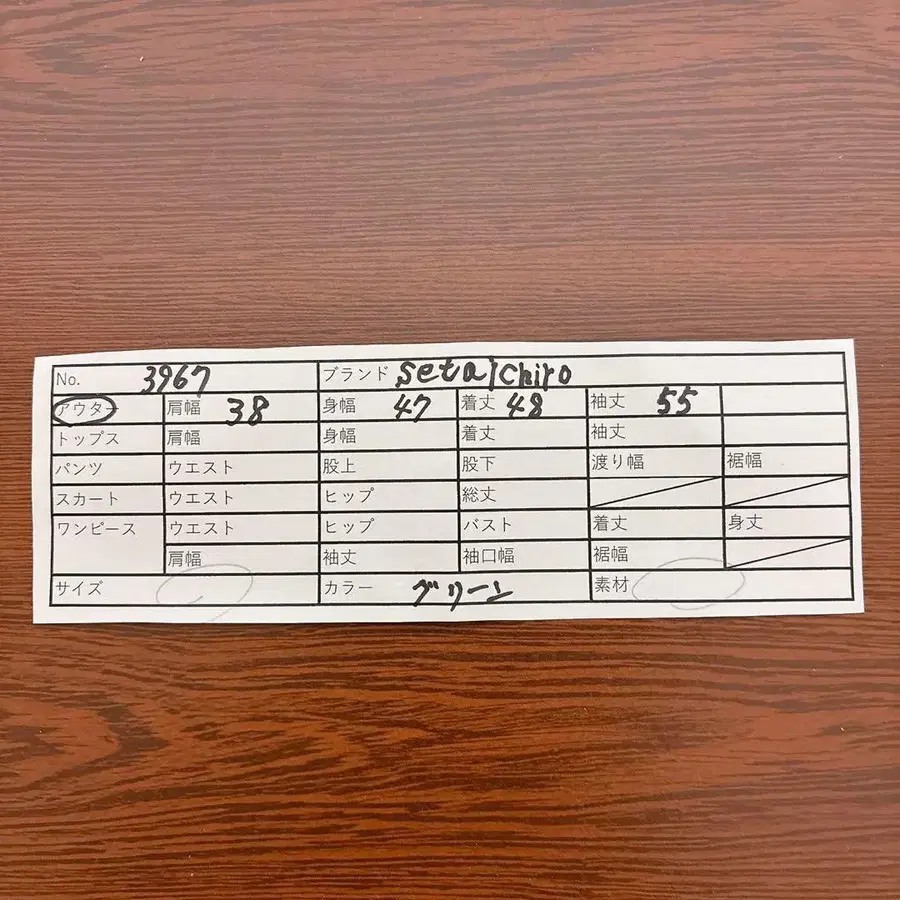 No. 3967 ブランド setaichiro
アウター 肩幅 38 身幅 47 着丈 48 袖丈 55
トップス 肩幅 身幅 着丈 袖丈
パンツ ウエスト 股上 股下 渡り幅 裾幅
スカート ウエスト ヒップ 総丈
ワンピース ウエスト ヒップ バスト 着丈 身丈
肩幅 袖丈 袖口幅 裾幅
サイズ カラー グリーン 素材